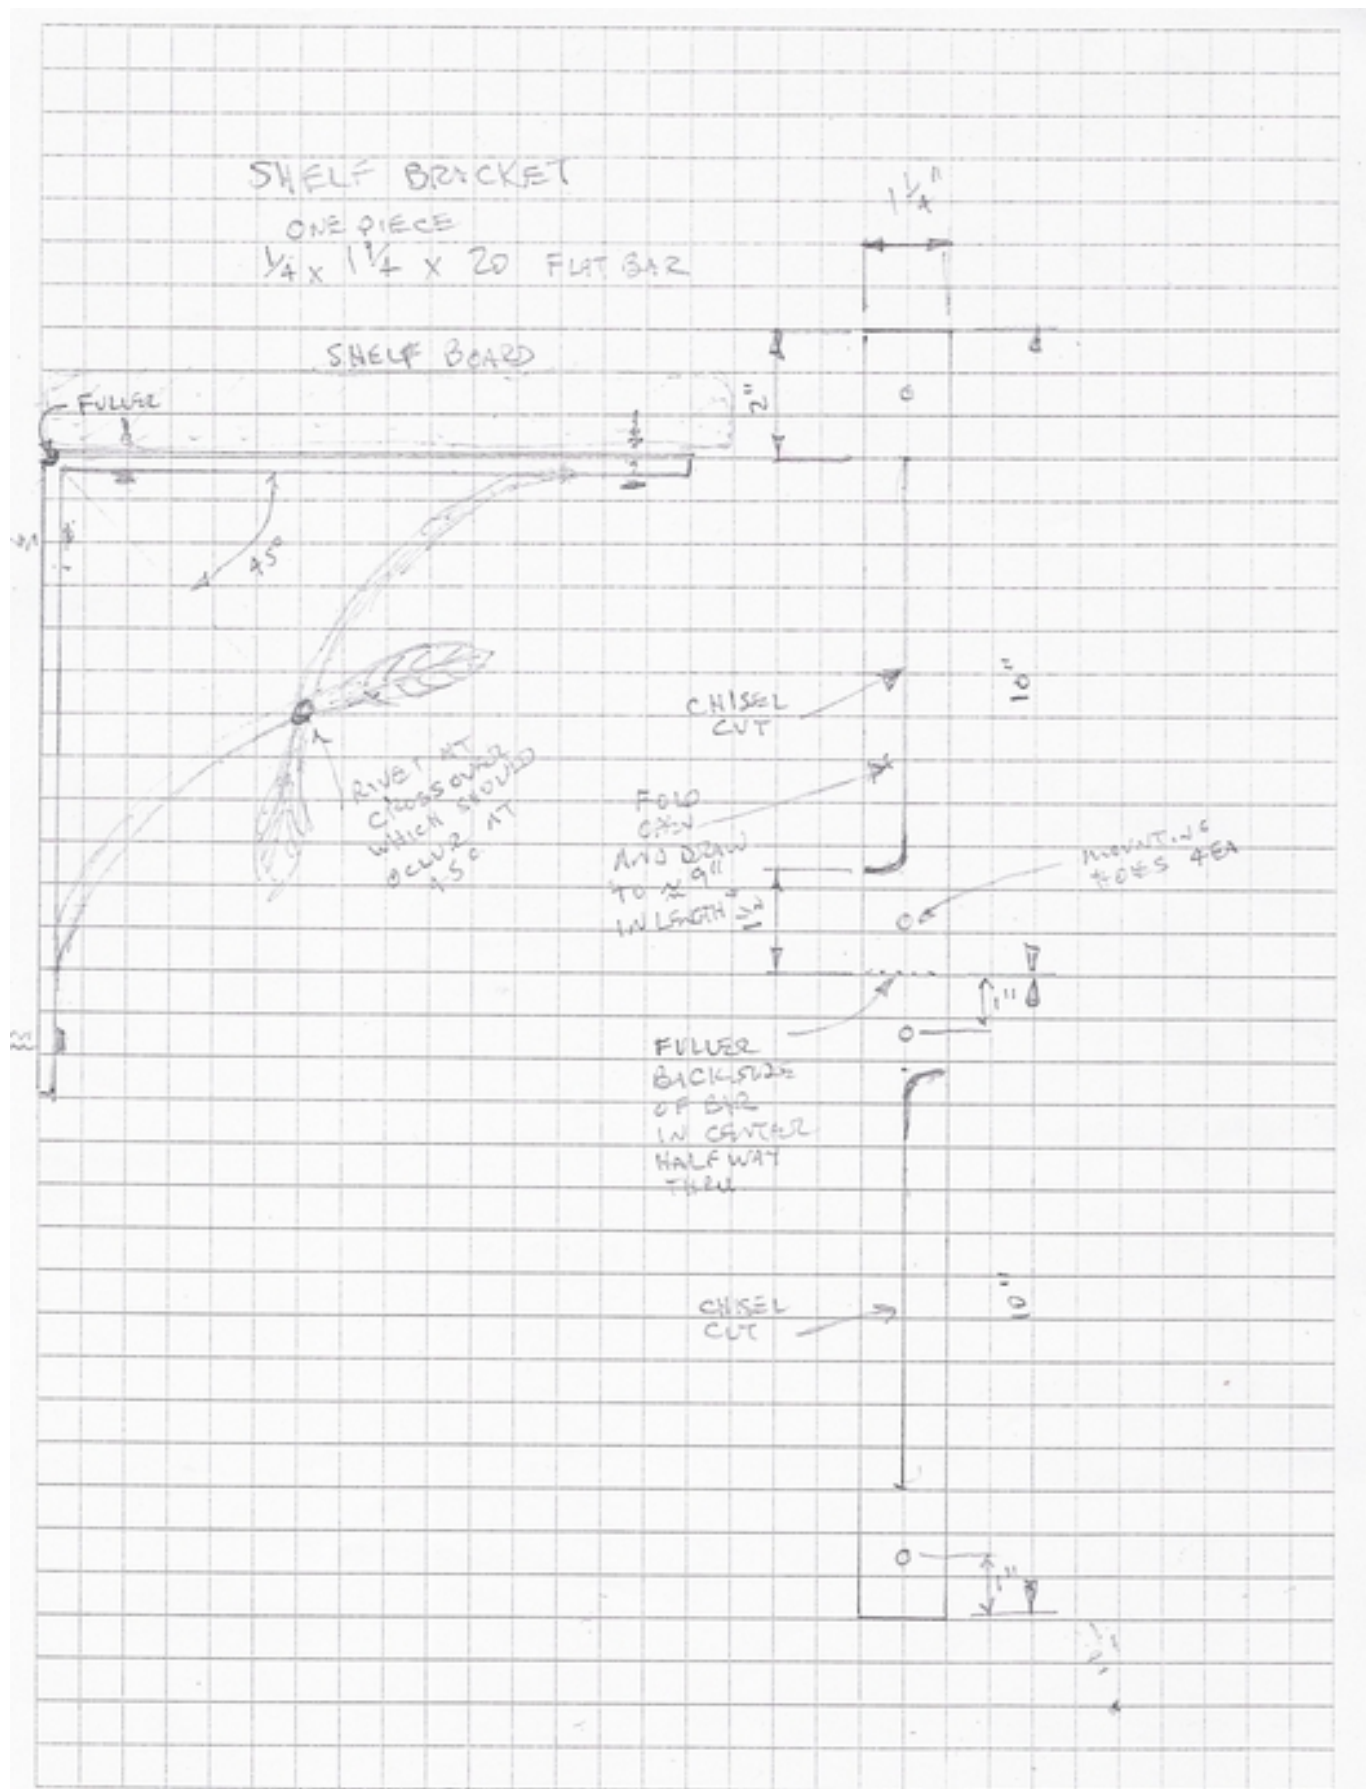 SHELF BRACKET
ONE PIECE
1/4 x 1 1/4 x 20 FLAT BAR
1 1/4"
SHELF BOARD
FULLER
2"
45°
CHISEL
CUT
10"
RIVET AT
CROSSOVER
WHICH SHOULD
OCCUR AT
45°
FOLD
AND DRAW
TO ≈ 9"
IN LENGTH
MOUNTING
HOLES 4EA
1"
FULLER
BACKSIDE
OF BAR
IN CENTER
HALF WAY
THRU
CHISEL
CUT
10"
1"